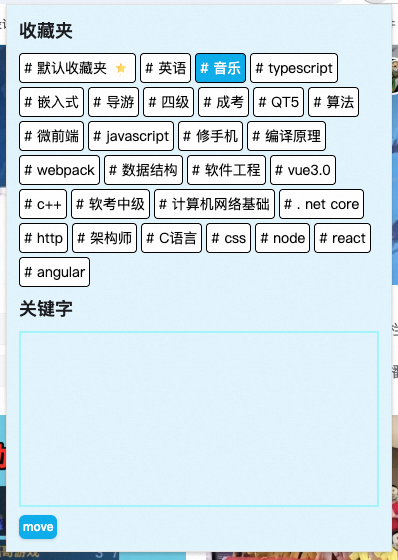 收藏夹
# 默认收藏夹 ⭐ # 英语 # 音乐 # typescript
# 嵌入式 # 导游 # 四级 # 成考 # QT5 # 算法
# 微前端 # javascript # 修手机 # 编译原理
# webpack # 数据结构 # 软件工程 # vue3.0
# c++ # 软考中级 # 计算机网络基础 # . net core
# http # 架构师 # C语言 # css # node # react
# angular
关键字
move